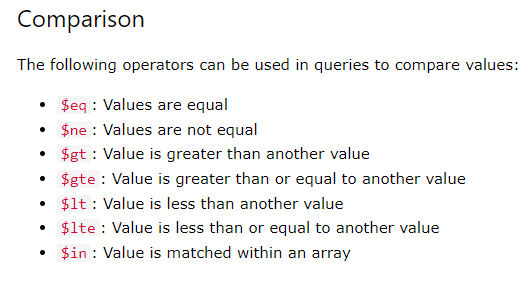 Comparison
The following operators can be used in queries to compare values:
• $eq : Values are equal
• $ne : Values are not equal
• $gt : Value is greater than another value
• $gte : Value is greater than or equal to another value
• $lt : Value is less than another value
• $lte : Value is less than or equal to another value
• $in : Value is matched within an array